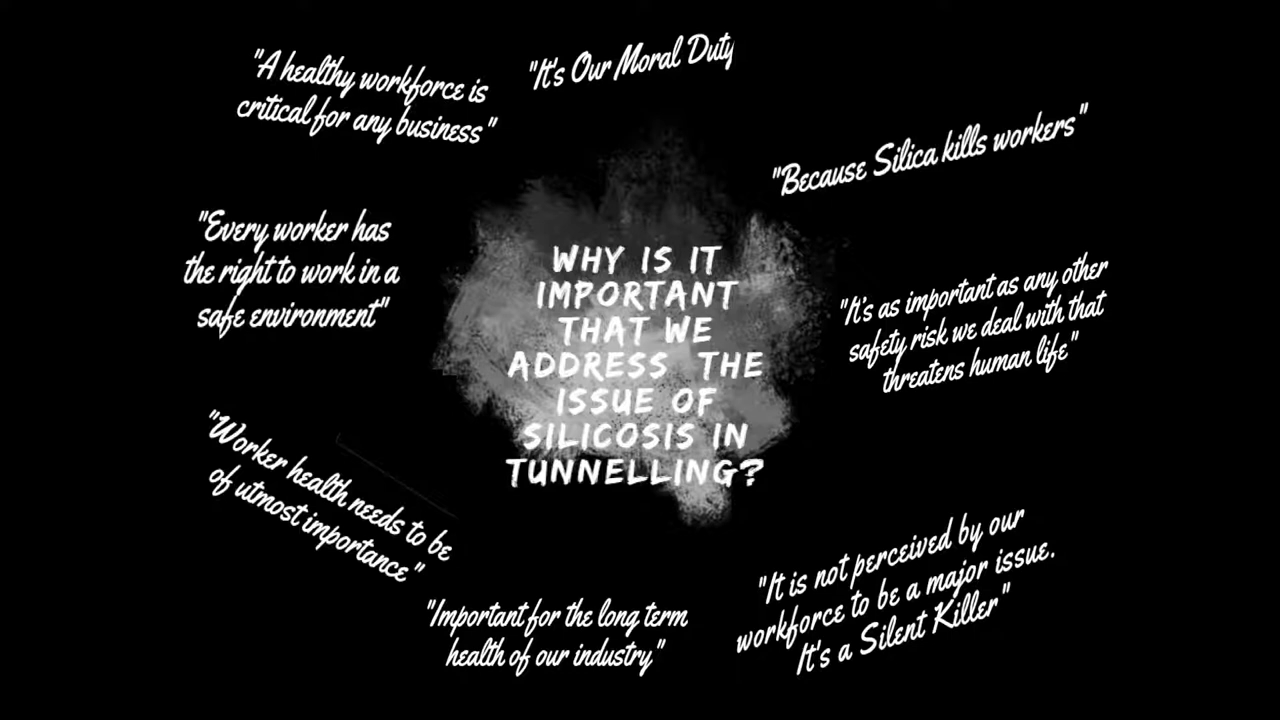 "A healthy workforce is
critical for any business"
"It's Our Moral Duty
"Because Silica kills workers"
"Every worker has
the right to work in a
safe environment"
WHY IS IT
IMPORTANT
THAT WE
ADDRESS THE
ISSUE OF
SILICOSIS IN
TUNNELLING?
"It's as important as any other
safety risk we deal with that
threatens human life"
"Worker health needs to be
of utmost importance"
"It is not perceived by our
workforce to be a major issue.
It's a Silent Killer"
"Important for the long term
health of our industry"